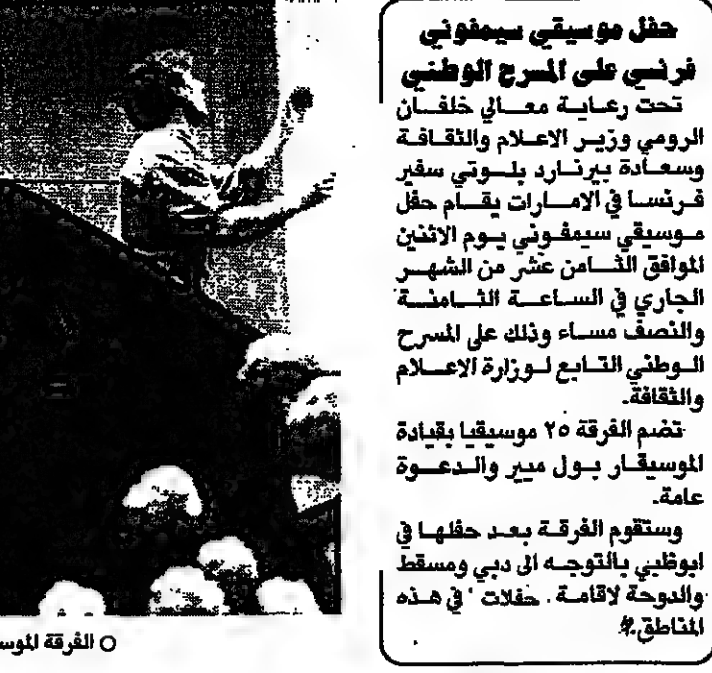 حفل موسيقي سيمفوني
فرنسي على المسرح الوطني
تحت رعاية معالي خلفان
الرومي وزير الاعلام والثقافة
وسعادة بيرنارد بلوتي سفير
فرنسا في الامارات يقام حفل
موسيقي سيمفوني يوم الاثنين
الموافق الثامن عشر من الشهر
الجاري في الساعة الثامنة
والنصف مساء وذلك على المسرح
الوطني التابع لوزارة الاعلام
والثقافة.
تضم الفرقة ٢٥ موسيقيا بقيادة
الموسيقار بول ميير والدعوة
عامة.
وستقوم الفرقة بعد حفلها في
ابوظبي بالتوجه الى دبي ومسقط
والدوحة لاقامة حفلات في هذه
المناطق.
○ الفرقة